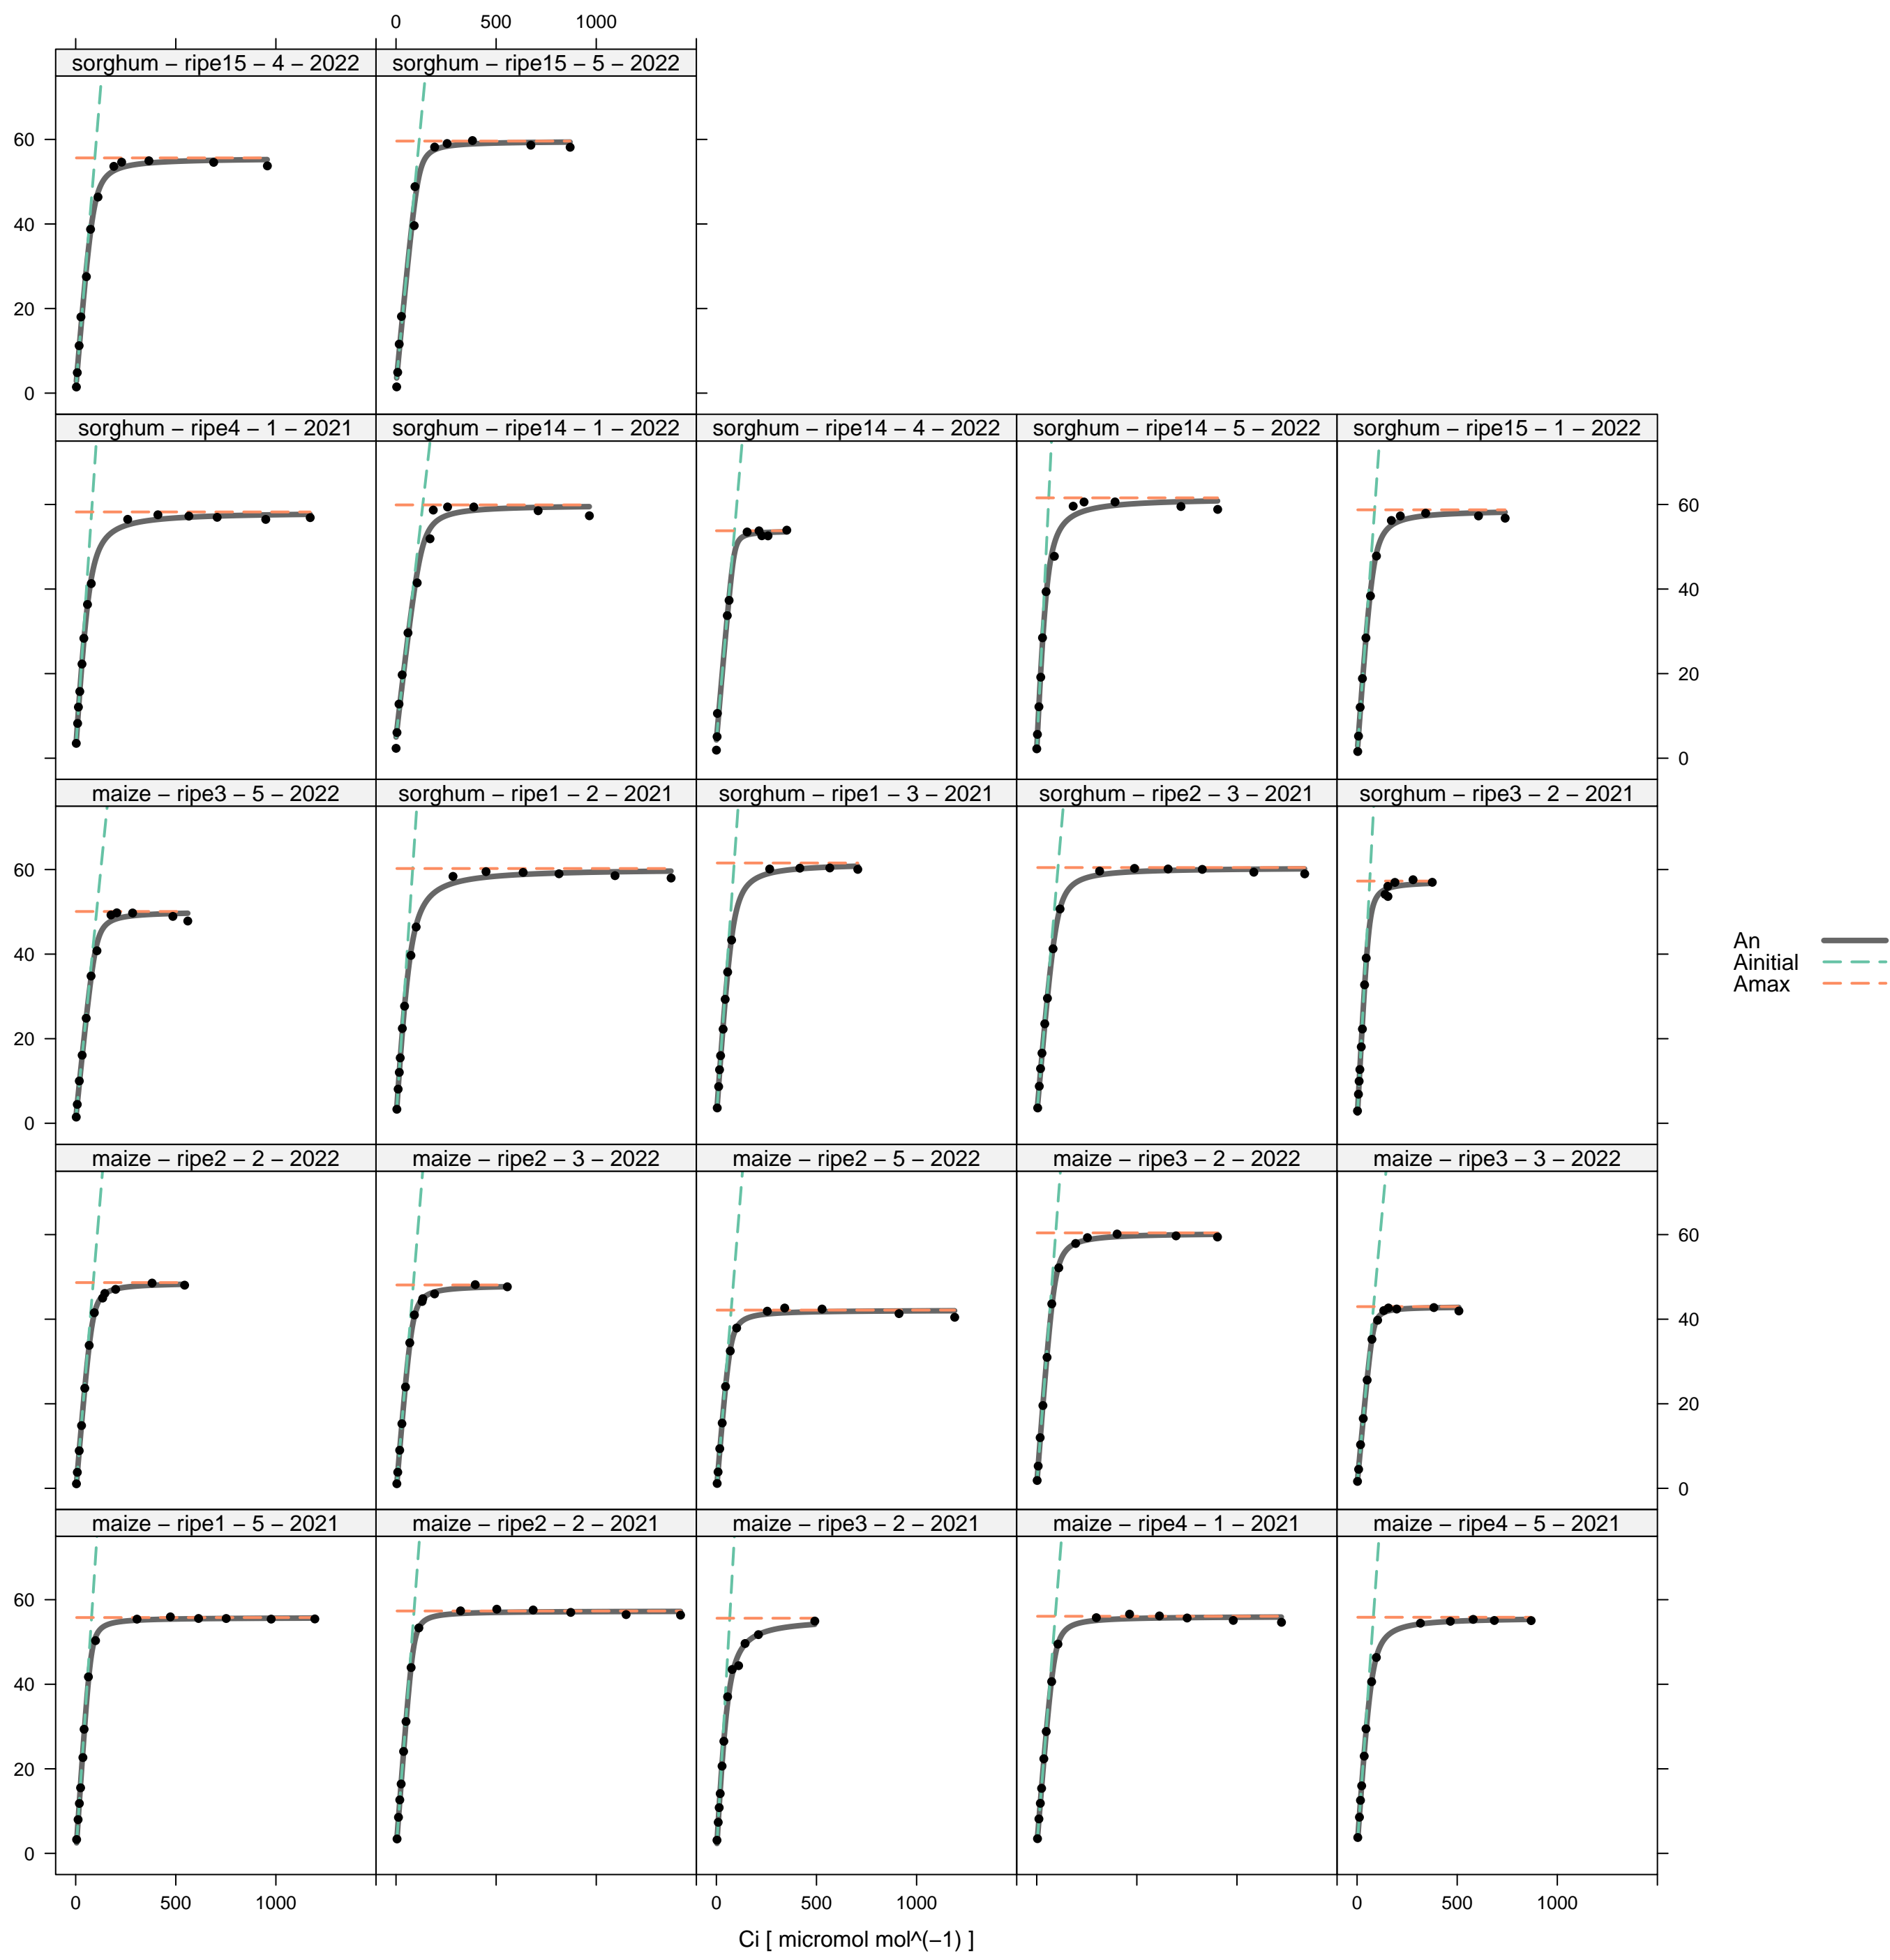 0 500 1000
sorghum − ripe15 − 4 − 2022 sorghum − ripe15 − 5 − 2022
60
40
20
0
sorghum − ripe4 − 1 − 2021 sorghum − ripe14 − 1 − 2022 sorghum − ripe14 − 4 − 2022 sorghum − ripe14 − 5 − 2022 sorghum − ripe15 − 1 − 2022
60
40
20
0
maize − ripe3 − 5 − 2022 sorghum − ripe1 − 2 − 2021 sorghum − ripe1 − 3 − 2021 sorghum − ripe2 − 3 − 2021 sorghum − ripe3 − 2 − 2021
60
40
20
0
An
Ainitial
Amax
maize − ripe2 − 2 − 2022 maize − ripe2 − 3 − 2022 maize − ripe2 − 5 − 2022 maize − ripe3 − 2 − 2022 maize − ripe3 − 3 − 2022
60
40
20
0
maize − ripe1 − 5 − 2021 maize − ripe2 − 2 − 2021 maize − ripe3 − 2 − 2021 maize − ripe4 − 1 − 2021 maize − ripe4 − 5 − 2021
60
40
20
0
0 500 1000 0 500 1000 0 500 1000
Ci [ micromol mol^(−1) ]